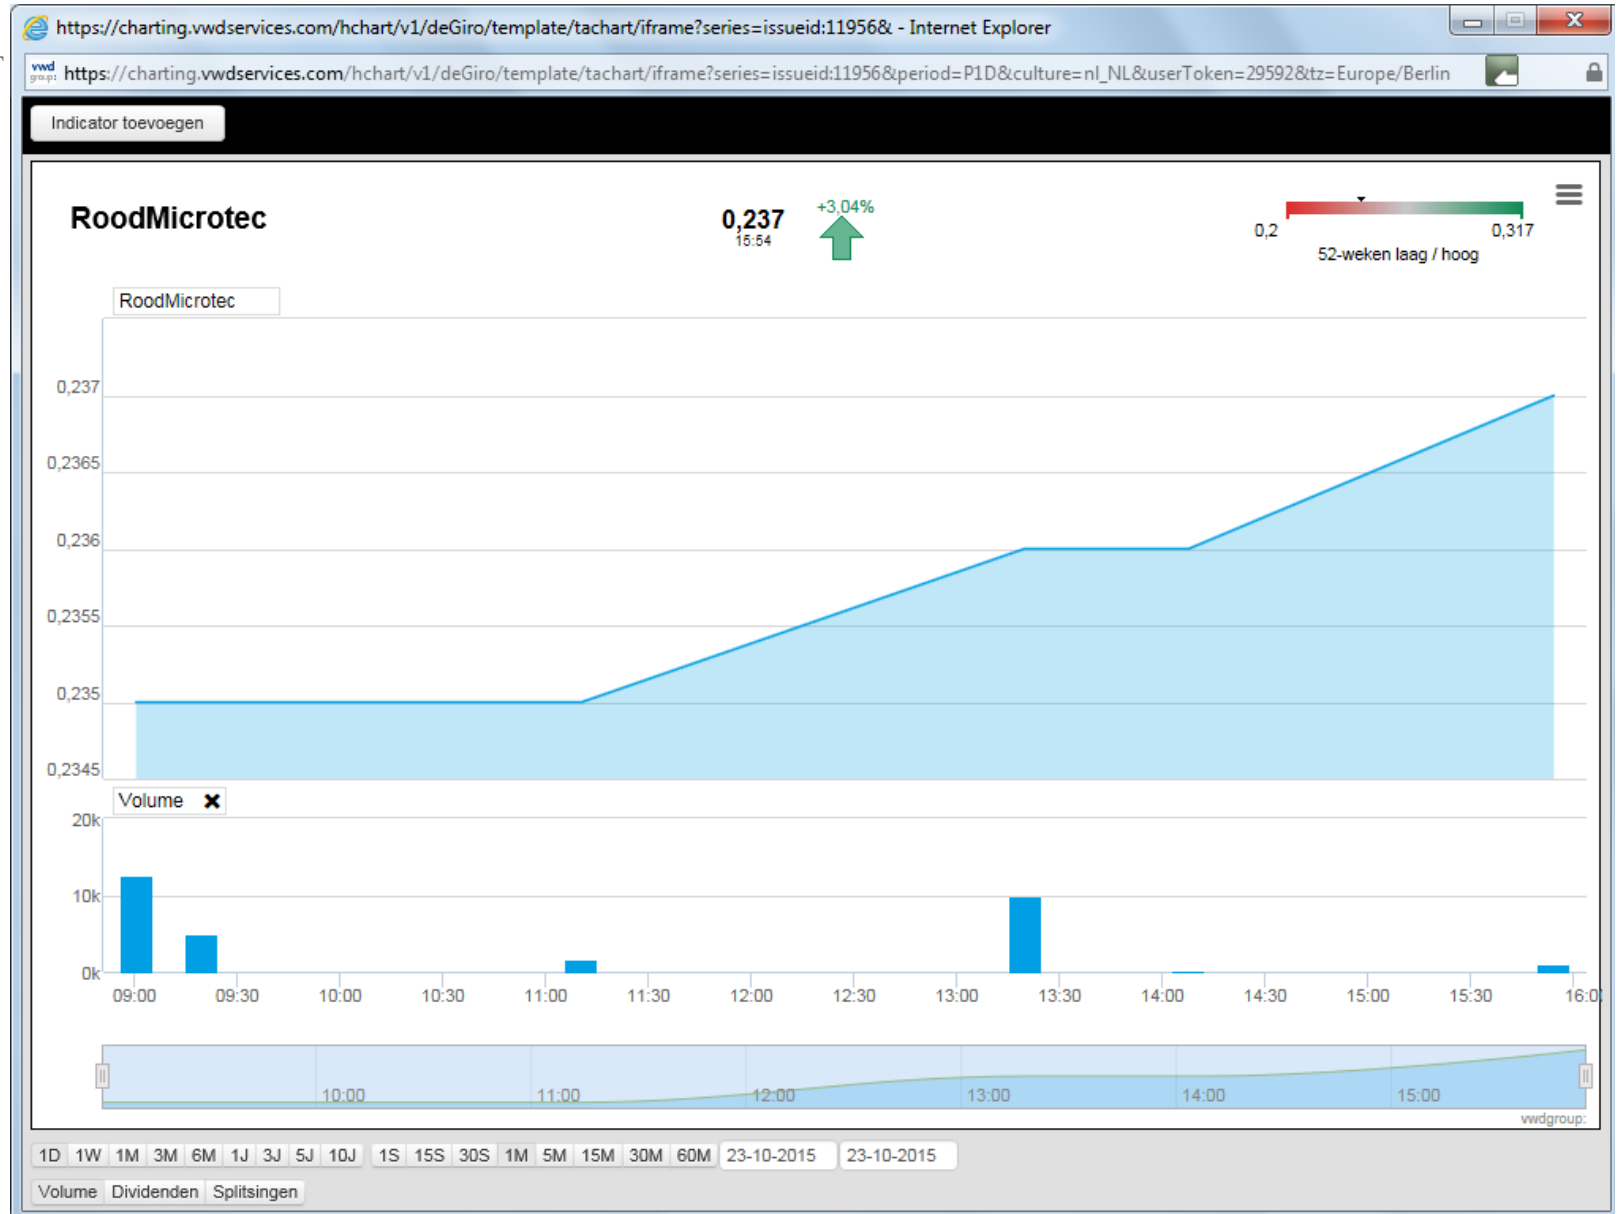 https://charting.vwdservices.com/hchart/v1/deGiro/template/tachart/iframe?series=issueid:11956& - Internet Explorer
vwd group: https://charting.vwdservices.com/hchart/v1/deGiro/template/tachart/iframe?series=issueid:11956&period=P1D&culture=nl_NL&userToken=29592&tz=Europe/Berlin
Indicator toevoegen
RoodMicrotec
0,237
15:54
+3,04%
0,2 0,317
52-weken laag / hoog
RoodMicrotec
0,237
0,2365
0,236
0,2355
0,235
0,2345
Volume
20k
10k
0k
09:00 09:30 10:00 10:30 11:00 11:30 12:00 12:30 13:00 13:30 14:00 14:30 15:00 15:30 16:0
10:00 11:00 12:00 13:00 14:00 15:00
vwdgroup:
1D 1W 1M 3M 6M 1J 3J 5J 10J 1S 15S 30S 1M 5M 15M 30M 60M 23-10-2015 23-10-2015
Volume Dividenden Splitsingen